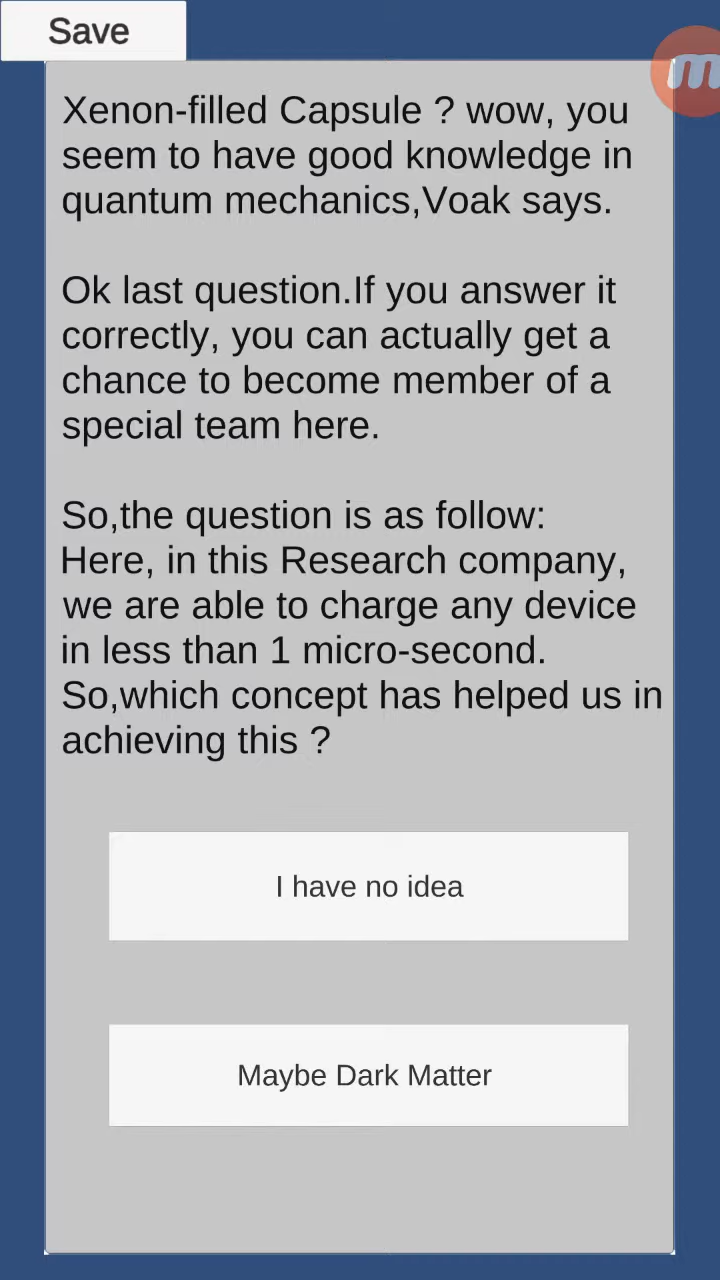 Save
Xenon-filled Capsule ? wow, you
seem to have good knowledge in
quantum mechanics,Voak says.
Ok last question.If you answer it
correctly, you can actually get a
chance to become member of a
special team here.
So,the question is as follow:
Here, in this Research company,
we are able to charge any device
in less than 1 micro-second.
So,which concept has helped us in
achieving this ?
I have no idea
Maybe Dark Matter